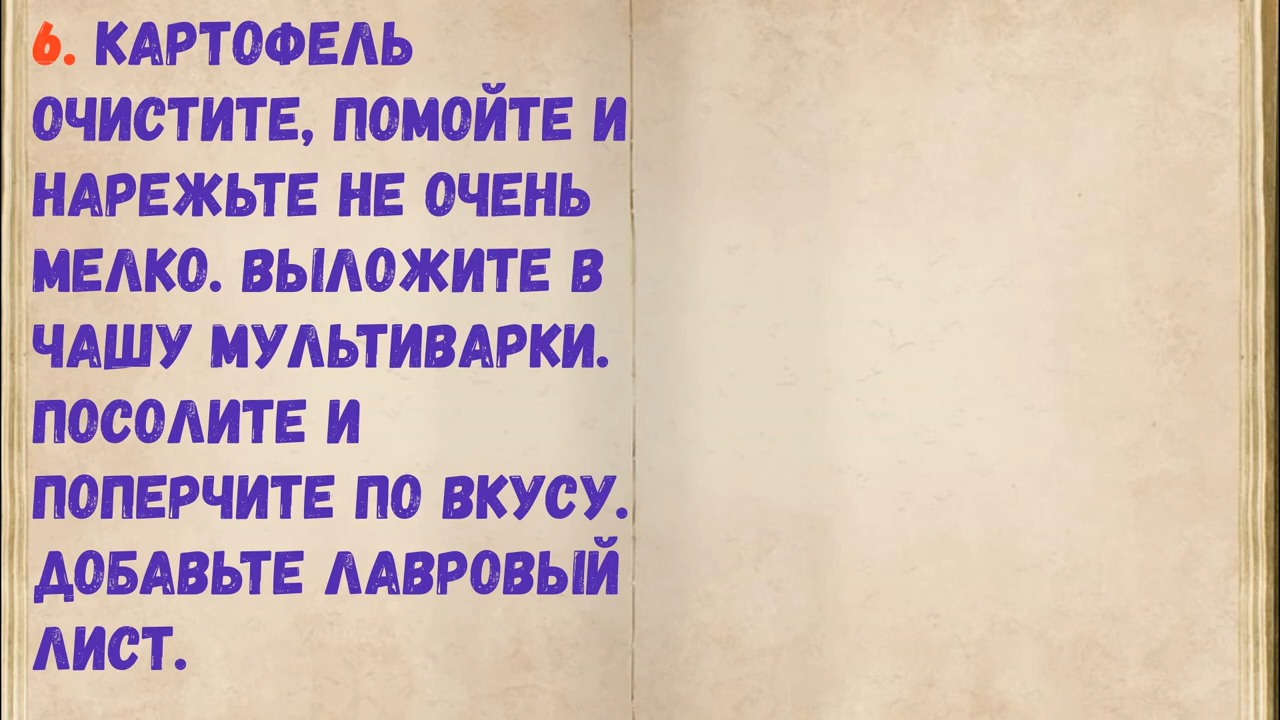 6. КАРТОФЕЛЬ
ОЧИСТИТЕ, ПОМОЙТЕ И
НАРЕЖЬТЕ НЕ ОЧЕНЬ
МЕЛКО. ВЫЛОЖИТЕ В
ЧАШУ МУЛЬТИВАРКИ.
ПОСОЛИТЕ И
ПОПЕРЧИТЕ ПО ВКУСУ.
ДОБАВЬТЕ ЛАВРОВЫЙ
ЛИСТ.